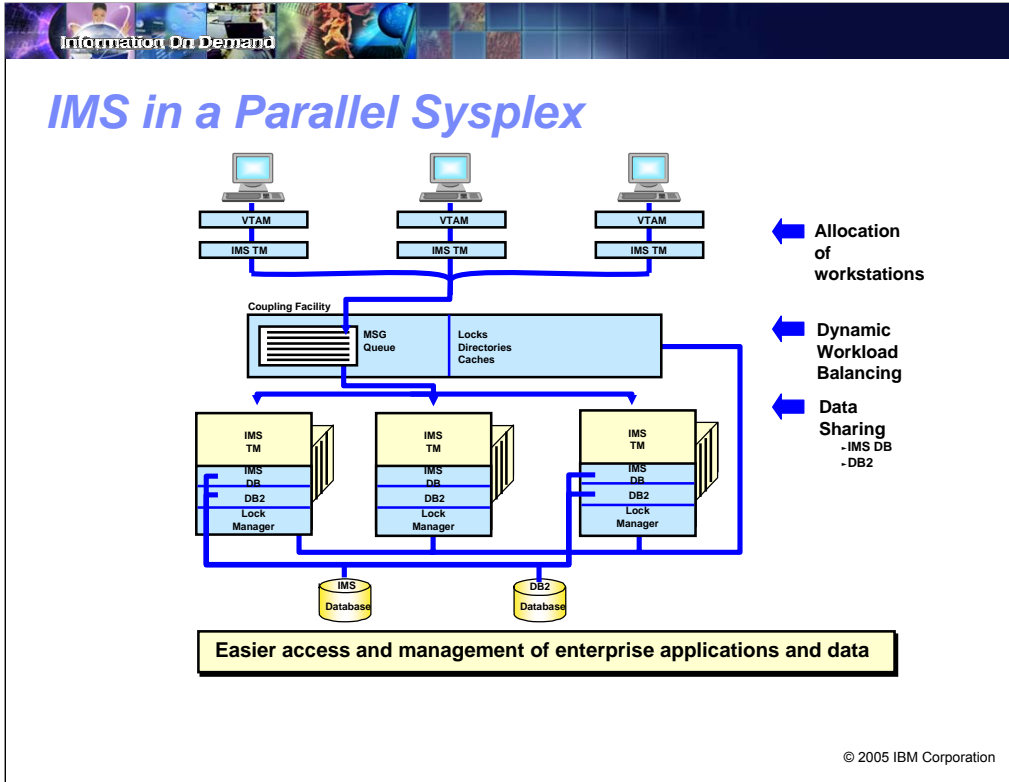 Information On Demand
IMS in a Parallel Sysplex
VTAM
VTAM
VTAM
IMS TM
IMS TM
IMS TM
Allocation
of
workstations
Coupling Facility
MSG
Queue
Locks
Directories
Caches
Dynamic
Workload
Balancing
Data
Sharing
-IMS DB
-DB2
IMS
TM
IMS
DB
DB2
Lock
Manager
IMS
TM
IMS
DB
DB2
Lock
Manager
IMS
TM
IMS
DB
DB2
Lock
Manager
IMS
Database
DB2
Database
Easier access and management of enterprise applications and data
© 2005 IBM Corporation